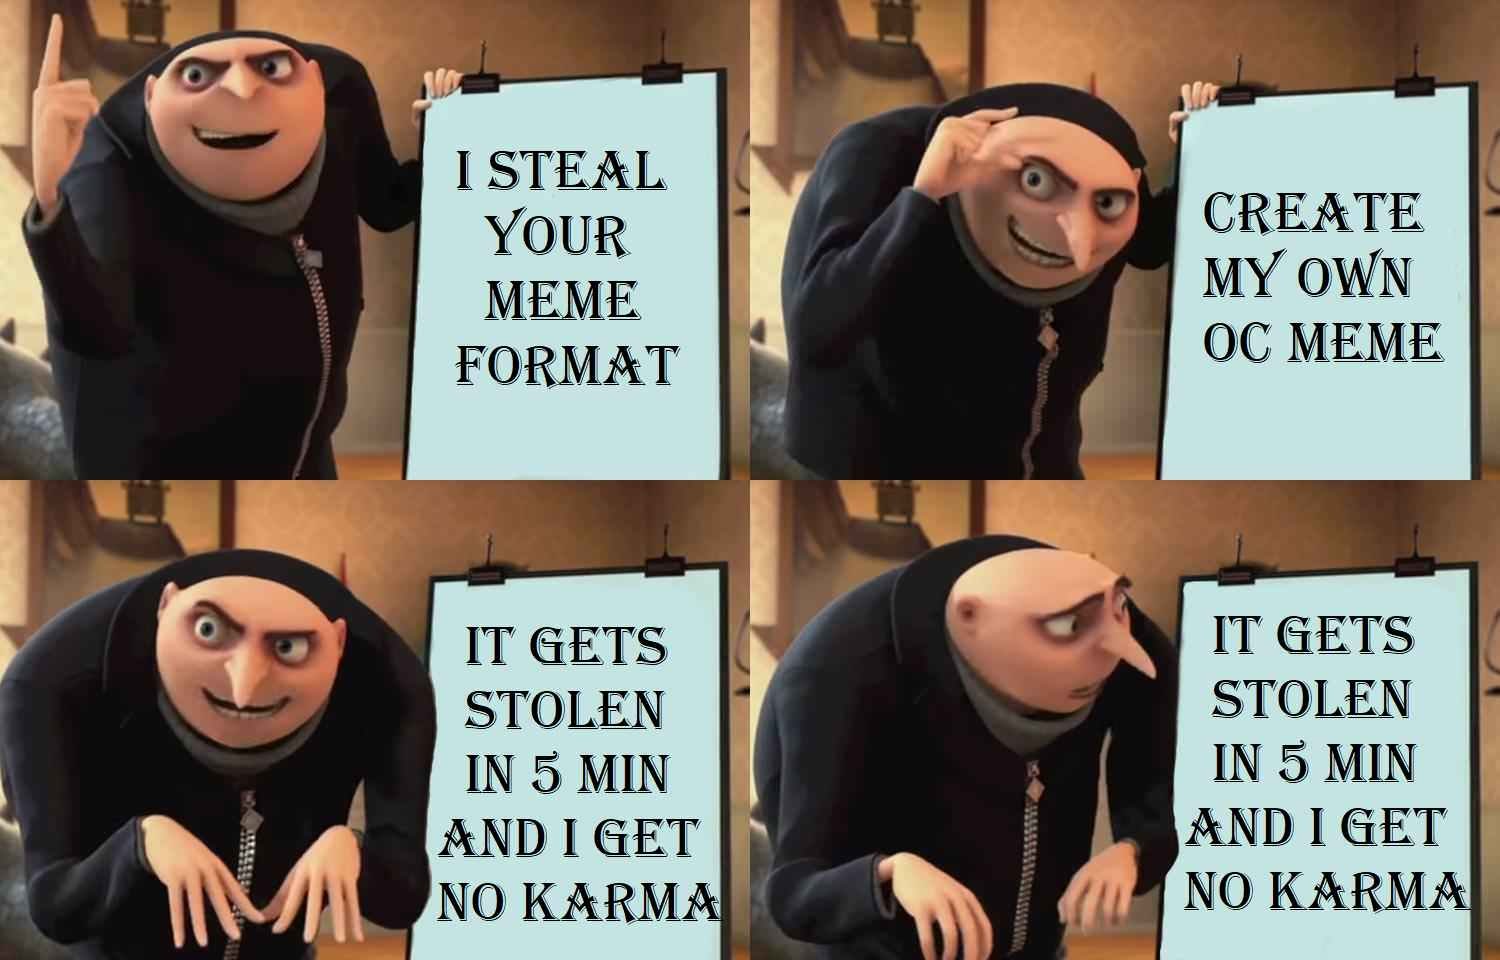 I STEAL
YOUR
MEME
FORMAT
CREATE
MY OWN
OC MEME
IT GETS
STOLEN
IN 5 MIN
AND I GET
NO KARMA
IT GETS
STOLEN
IN 5 MIN
AND I GET
NO KARMA